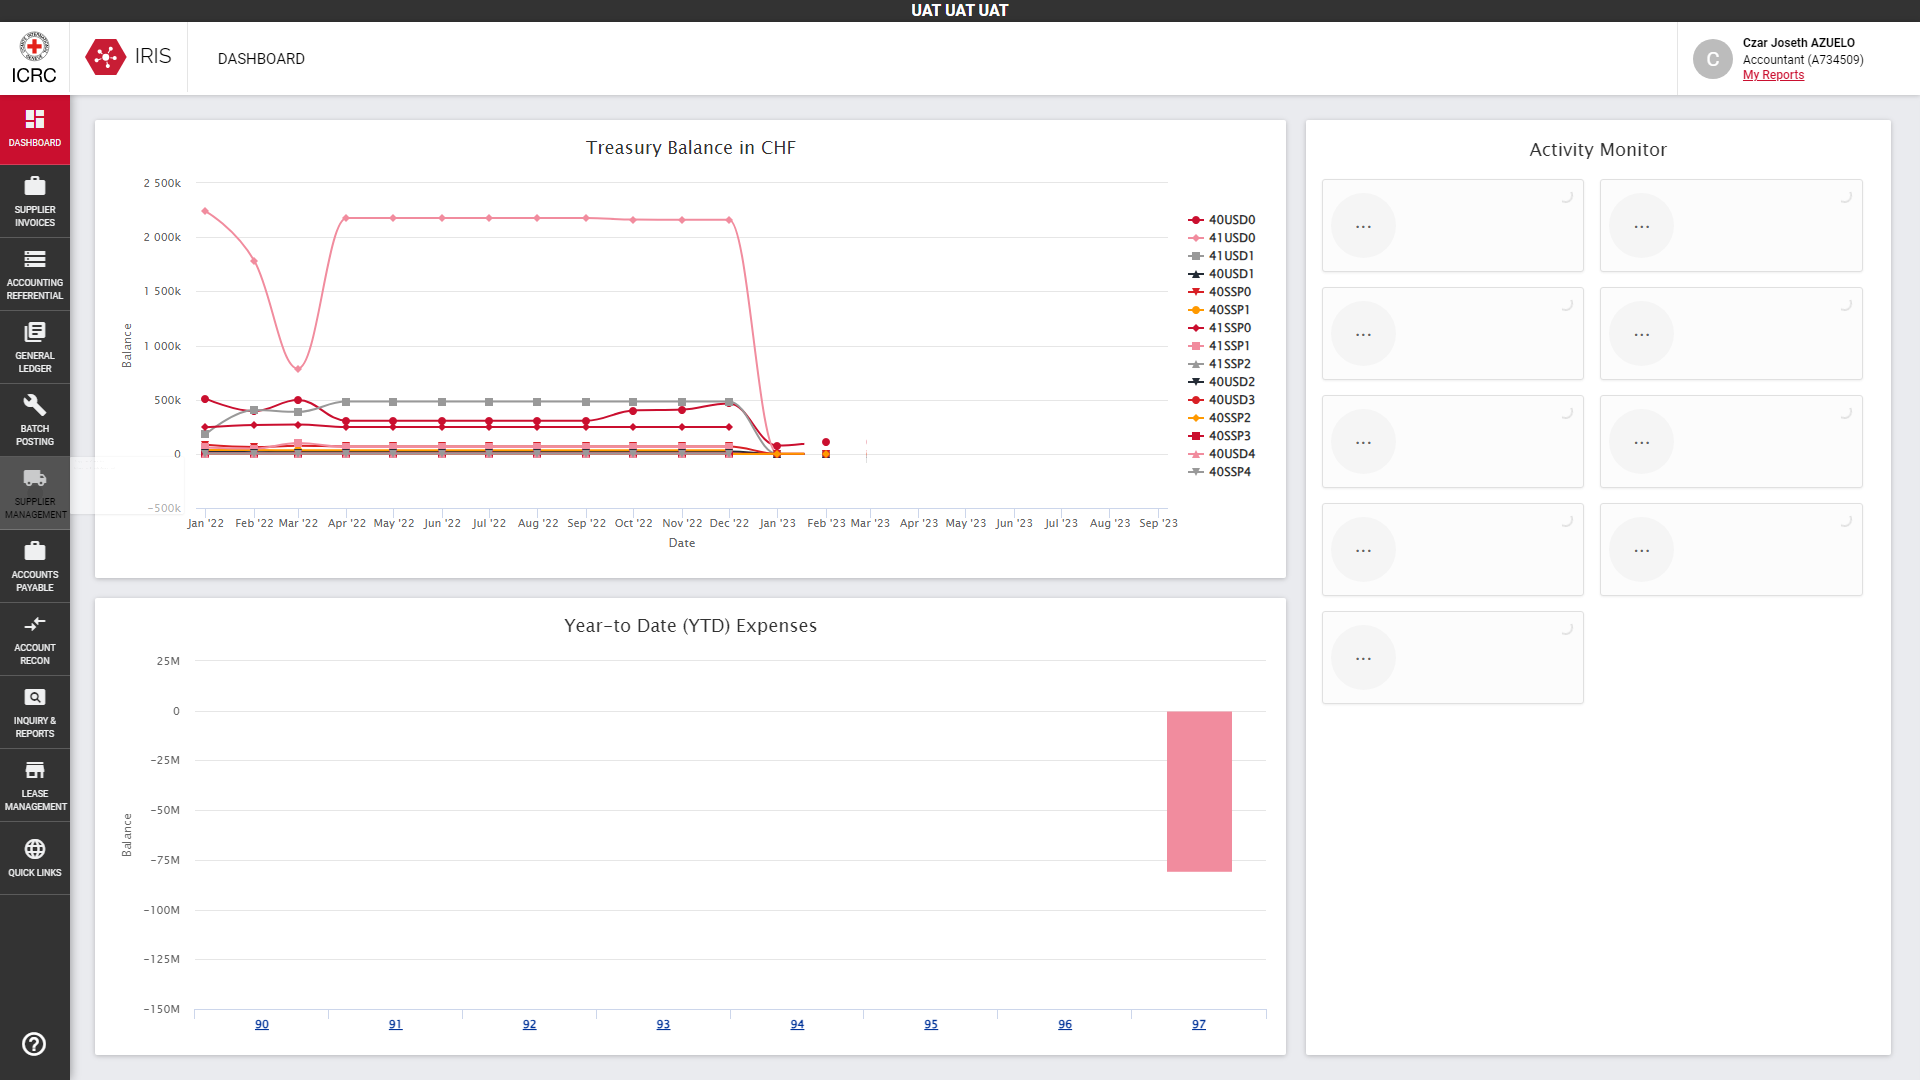 UAT UAT UAT
ICRC
IRIS
DASHBOARD
C
Czar Joseth AZUELO
Accountant (A734509)
My Reports
DASHBOARD
SUPPLIER
INVOICES
ACCOUNTING
REFERENTIAL
GENERAL
LEDGER
BATCH
POSTING
SUPPLIER
MANAGEMENT
ACCOUNTS
PAYABLE
ACCOUNT
RECON
INQUIRY &
REPORTS
LEASE
MANAGEMENT
QUICK LINKS
Treasury Balance in CHF
2 500k
2 000k
1 500k
1 000k
500k
0
−500k
Balance
Jan '22 Feb '22 Mar '22 Apr '22 May '22 Jun '22 Jul '22 Aug '22 Sep '22 Oct '22 Nov '22 Dec '22 Jan '23 Feb '23 Mar '23 Apr '23 May '23 Jun '23 Jul '23 Aug '23 Sep '23
Date
40USD0
41USD0
41USD1
40USD1
40SSP0
40SSP1
41SSP0
41SSP1
41SSP2
40USD2
40USD3
40SSP2
40SSP3
40USD4
40SSP4
Year-to Date (YTD) Expenses
25M
0
−25M
−50M
−75M
−100M
−125M
−150M
Balance
90 91 92 93 94 95 96 97
Activity Monitor
... ...
... ...
... ...
... ...
...